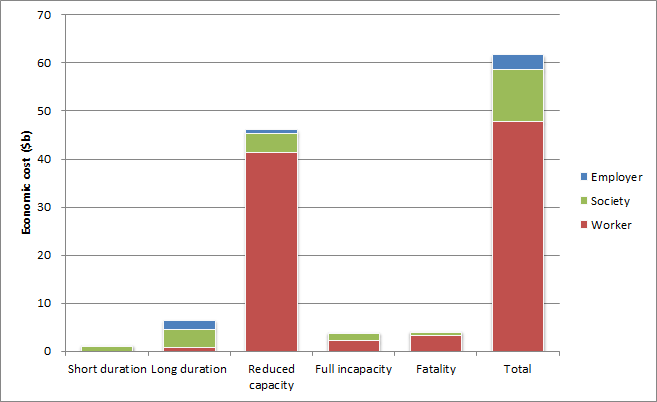 70
60
50
40
30
20
10
0
Economic cost ($b)
Short duration
Long duration
Reduced
capacity
Full incapacity
Fatality
Total
Employer
Society
Worker